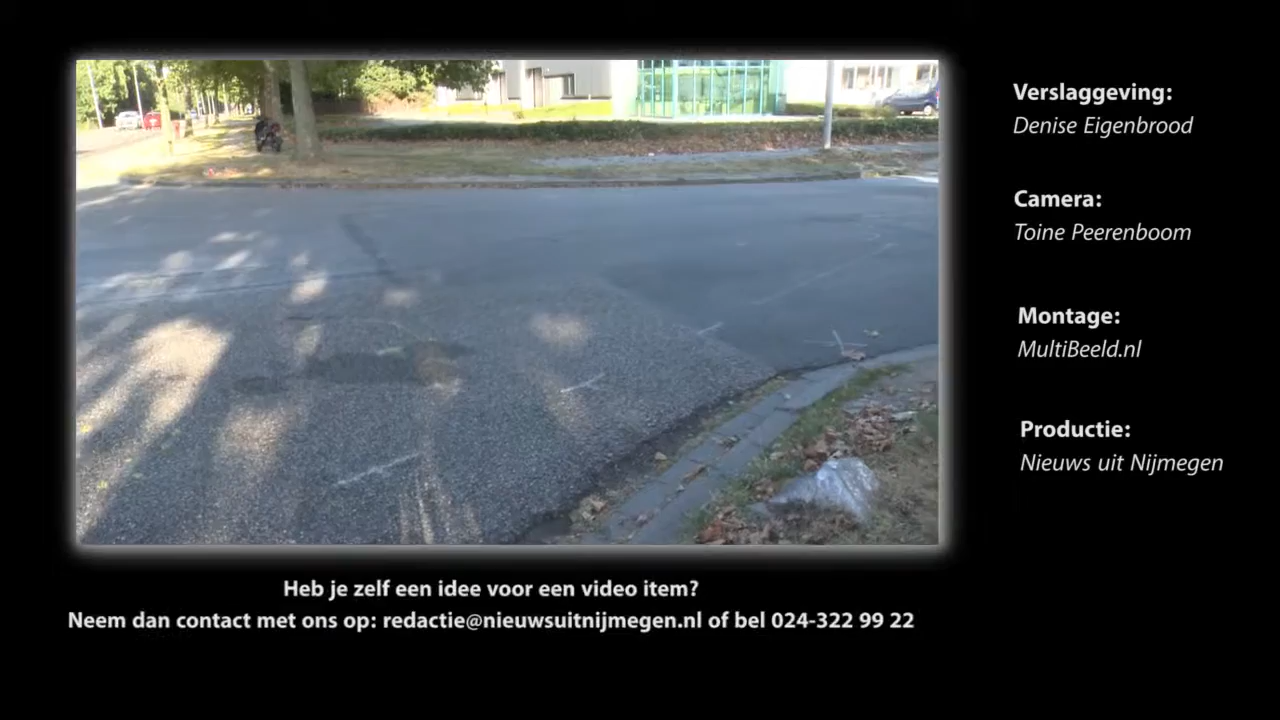 Verslaggeving:
Denise Eigenbrood
Camera:
Toine Peerenboom
Montage:
MultiBeeld.nl
Productie:
Nieuws uit Nijmegen
Heb je zelf een idee voor een video item?
Neem dan contact met ons op: redactie@nieuwsuitnijmegen.nl of bel 024-322 99 22